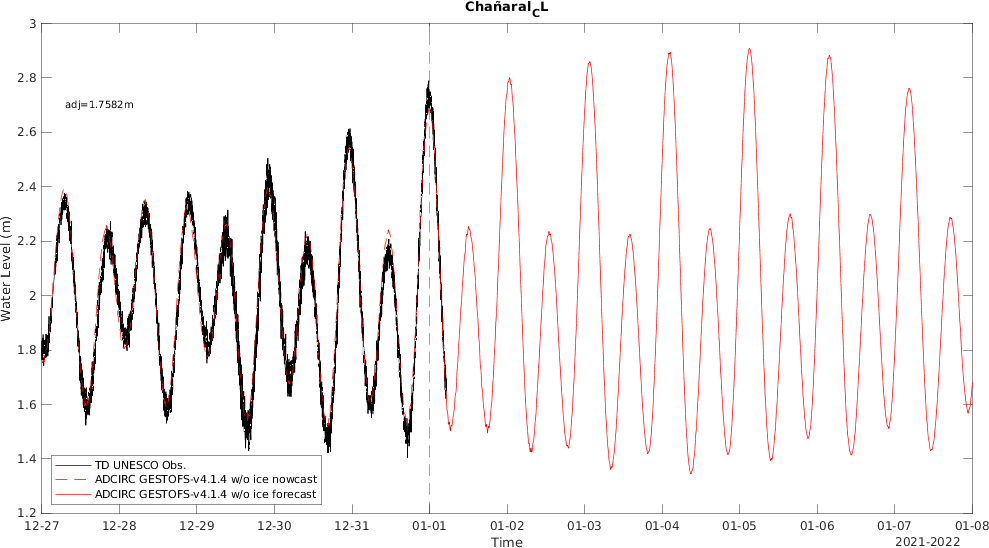 Chañaral_CL
3
2.8
adj=1.7582m
2.6
2.4
2.2
Water Level (m)
2
1.8
1.6
1.4
TD UNESCO Obs.
ADCIRC GESTOFS-v4.1.4 w/o ice nowcast
ADCIRC GESTOFS-v4.1.4 w/o ice forecast
1.2
12-27 12-28 12-29 12-30 12-31 01-01 01-02 01-03 01-04 01-05 01-06 01-07 01-08
Time
2021-2022